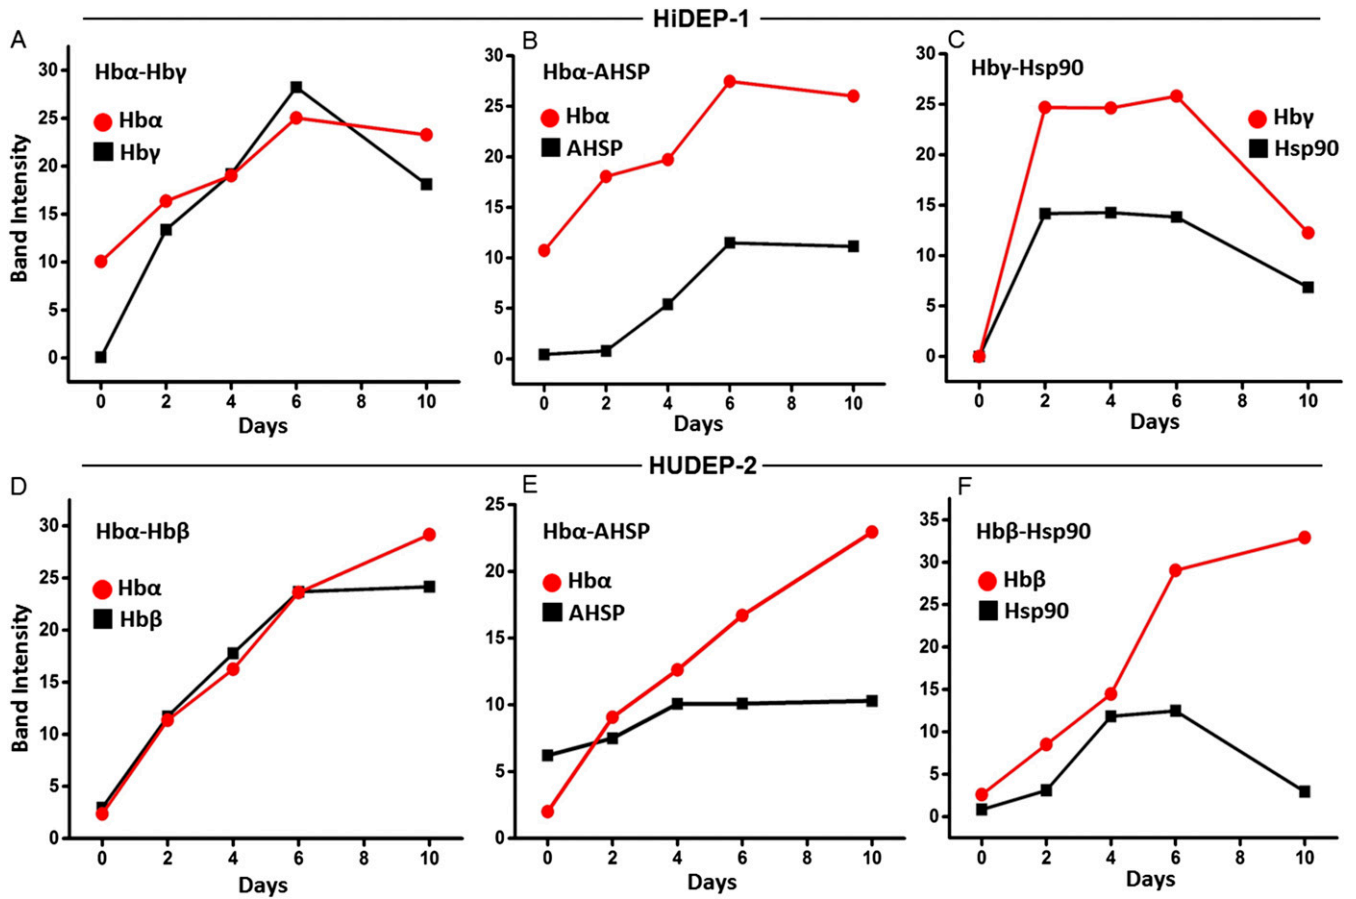 HiDEP-1
A
Hbα-Hbγ
Hbα
Hbγ
Band Intensity
30
25
20
15
10
5
0
0 2 4 6 8 10
Days
B
Hbα-AHSP
Hbα
AHSP
30
25
20
15
10
5
0
0 2 4 6 8 10
Days
C
Hbγ-Hsp90
Hbγ
Hsp90
30
25
20
15
10
5
0
0 2 4 6 8 10
Days
HUDEP-2
D
Hbα-Hbβ
Hbα
Hbβ
Band Intensity
30
25
20
15
10
5
0
0 2 4 6 8 10
Days
E
Hbα-AHSP
Hbα
AHSP
25
20
15
10
5
0
0 2 4 6 8 10
Days
F
Hbβ-Hsp90
Hbβ
Hsp90
35
30
25
20
15
10
5
0
0 2 4 6 8 10
Days